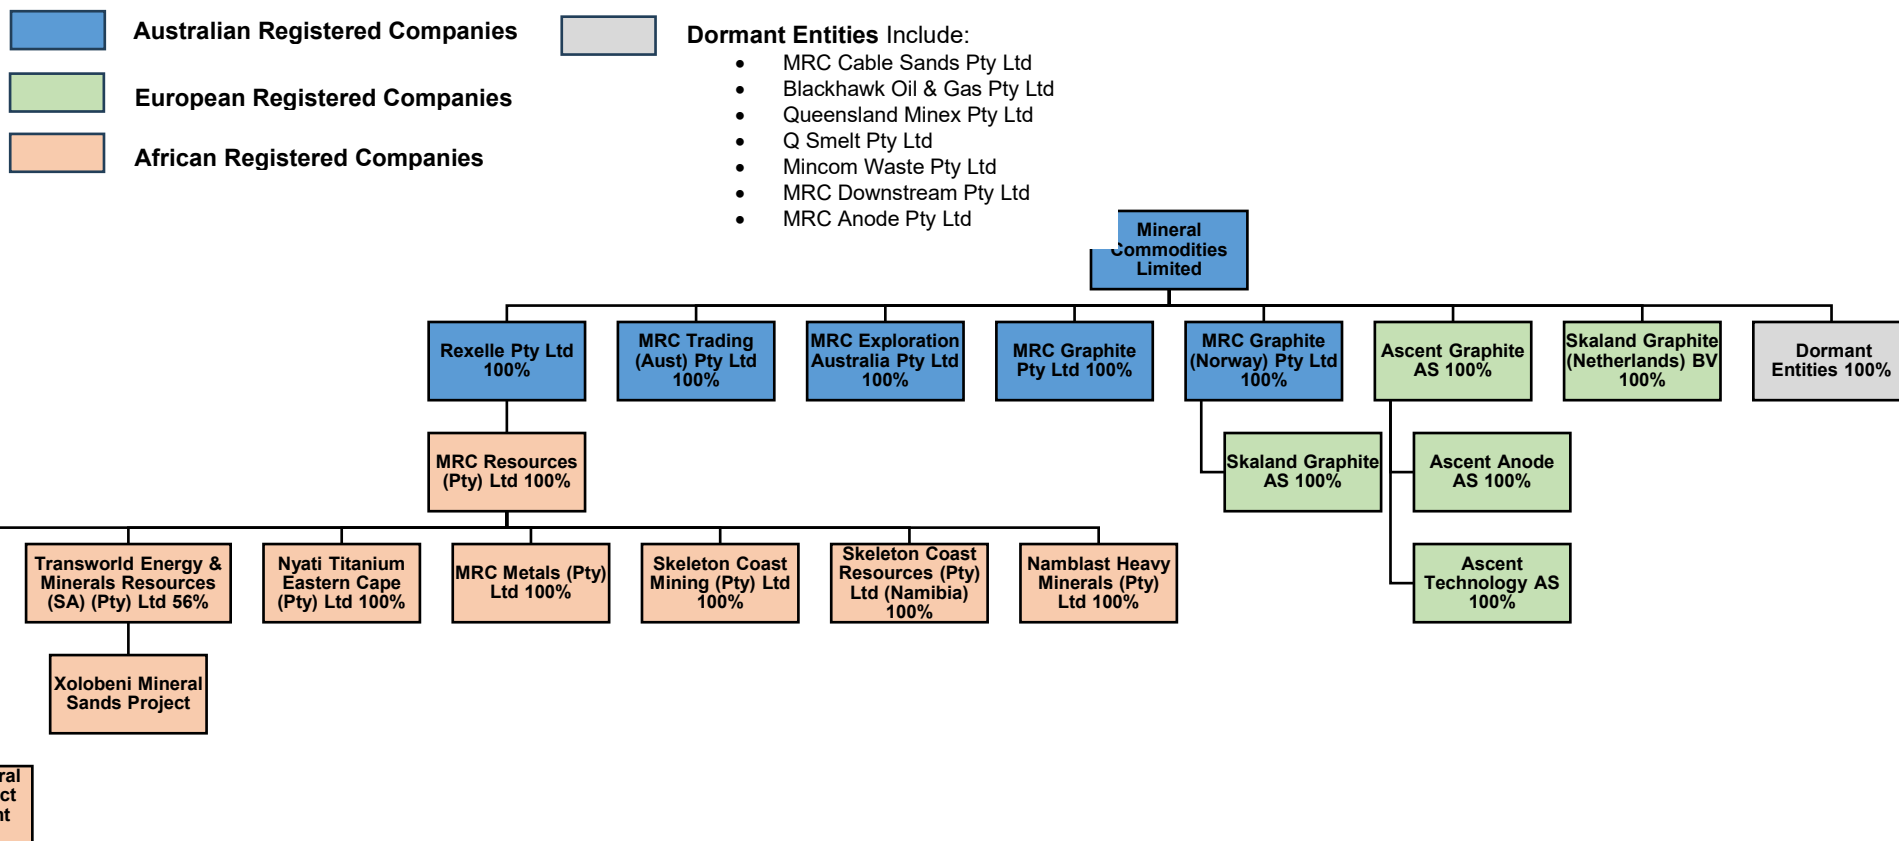 Australian Registered Companies
European Registered Companies
African Registered Companies
Dormant Entities Include:
• MRC Cable Sands Pty Ltd
• Blackhawk Oil & Gas Pty Ltd
• Queensland Minex Pty Ltd
• Q Smelt Pty Ltd
• Mincom Waste Pty Ltd
• MRC Downstream Pty Ltd
• MRC Anode Pty Ltd
Mineral
Commodities
Limited
Rexelle Pty Ltd
100%
MRC Trading
(Aust) Pty Ltd
100%
MRC Exploration
Australia Pty Ltd
100%
MRC Graphite
Pty Ltd 100%
MRC Graphite
(Norway) Pty Ltd
100%
Ascent Graphite
AS 100%
Skaland Graphite
(Netherlands) BV
100%
Dormant
Entities 100%
MRC Resources
(Pty) Ltd 100%
Skaland Graphite
AS 100%
Ascent Anode
AS 100%
Transworld Energy &
Minerals Resources
(SA) (Pty) Ltd 56%
Nyati Titanium
Eastern Cape
(Pty) Ltd 100%
MRC Metals (Pty)
Ltd 100%
Skeleton Coast
Mining (Pty) Ltd
100%
Skeleton Coast
Resources (Pty)
Ltd (Namibia)
100%
Namblast Heavy
Minerals (Pty)
Ltd 100%
Ascent
Technology AS
100%
Xolobeni Mineral
Sands Project